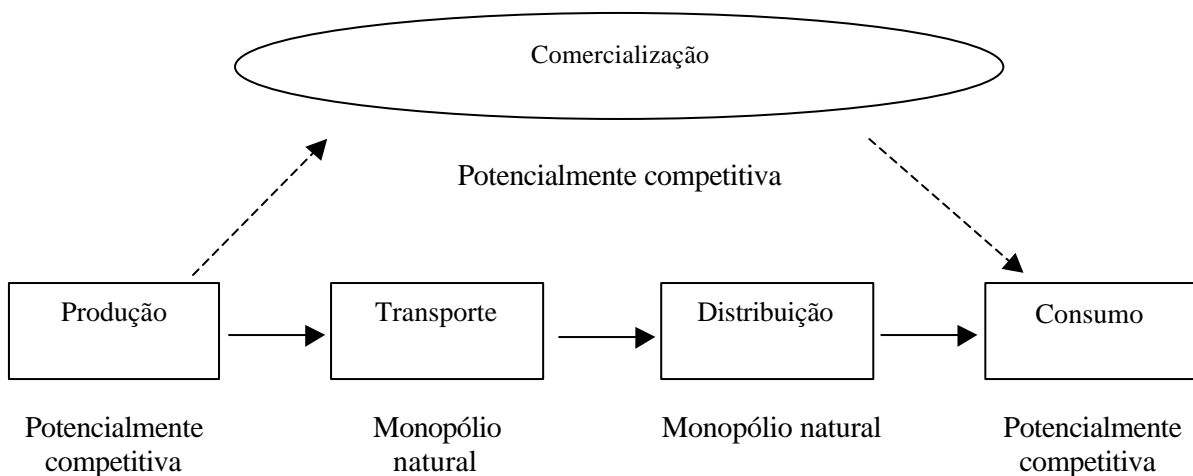 Comercialização
Potencialmente competitiva
Produção
Transporte
Distribuição
Consumo
Potencialmente
competitiva
Monopólio
natural
Monopólio natural
Potencialmente
competitiva